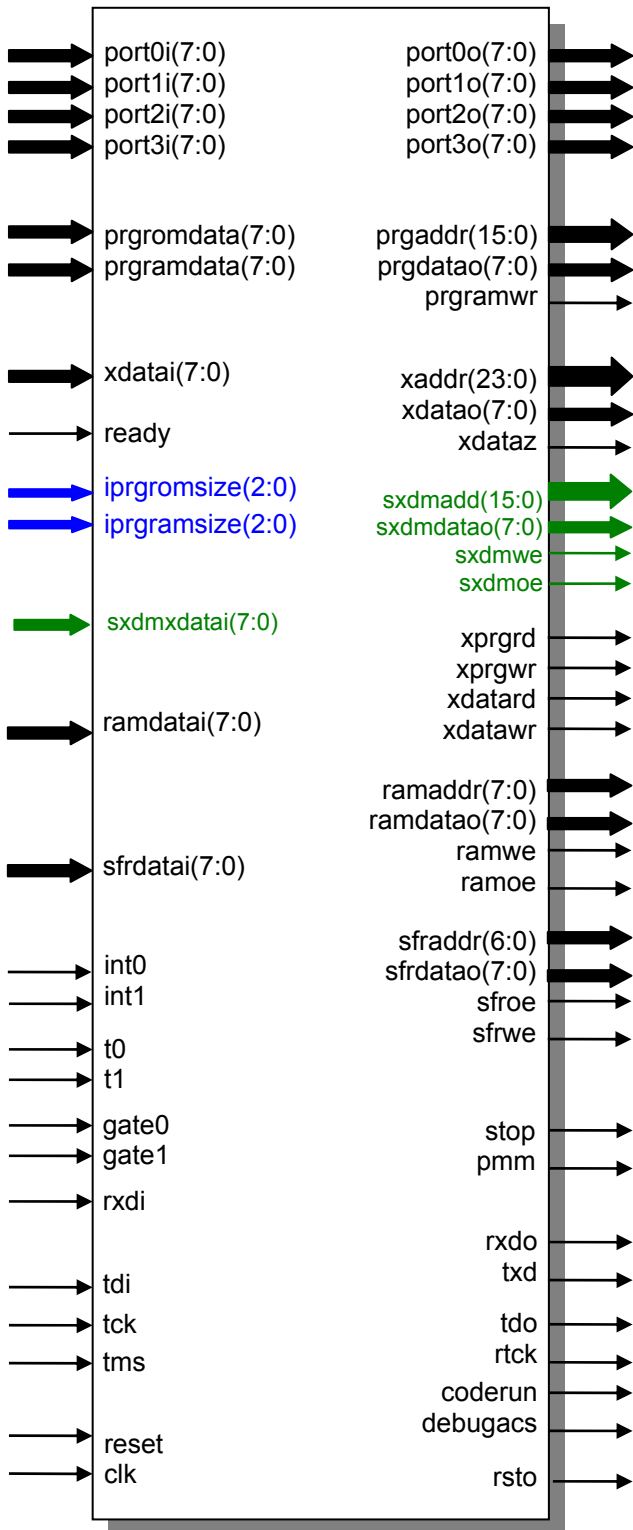 port0i(7:0)
port1i(7:0)
port2i(7:0)
port3i(7:0)
prgromdata(7:0)
prgramdata(7:0)
xdatai(7:0)
ready
iprgromsize(2:0)
iprgramsize(2:0)
sxdmxdatai(7:0)
ramdatai(7:0)
sfrdatai(7:0)
int0
int1
t0
t1
gate0
gate1
rxdi
tdi
tck
tms
reset
clk
port0o(7:0)
port1o(7:0)
port2o(7:0)
port3o(7:0)
prgaddr(15:0)
prgdatao(7:0)
prgramwr
xaddr(23:0)
xdatao(7:0)
xdataz
sxdmadd(15:0)
sxdmdatao(7:0)
sxdmwe
sxdmoe
xprgrd
xprgwr
xdatard
xdatawr
ramaddr(7:0)
ramdatao(7:0)
ramwe
ramoe
sfraddr(6:0)
sfrdatao(7:0)
sfroe
sfrwe
stop
pmm
rxdo
txd
tdo
rtck
coderun
debugacs
rsto